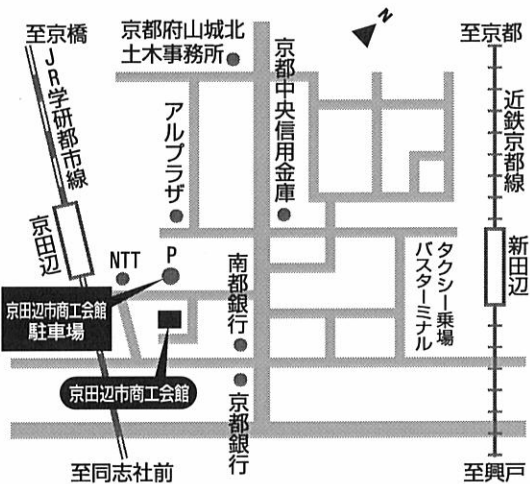 至京橋
京都府山城北
土木事務所
N
至京都
JR学研都市線
アルプラザ
京都中央信用金庫
近鉄京都線
京田辺
NTT
P
南都銀行
タクシー乗場
バスターミナル
新田辺
京田辺市商工会館
駐車場
京田辺市商工会館
京都銀行
至同志社前
至興戸